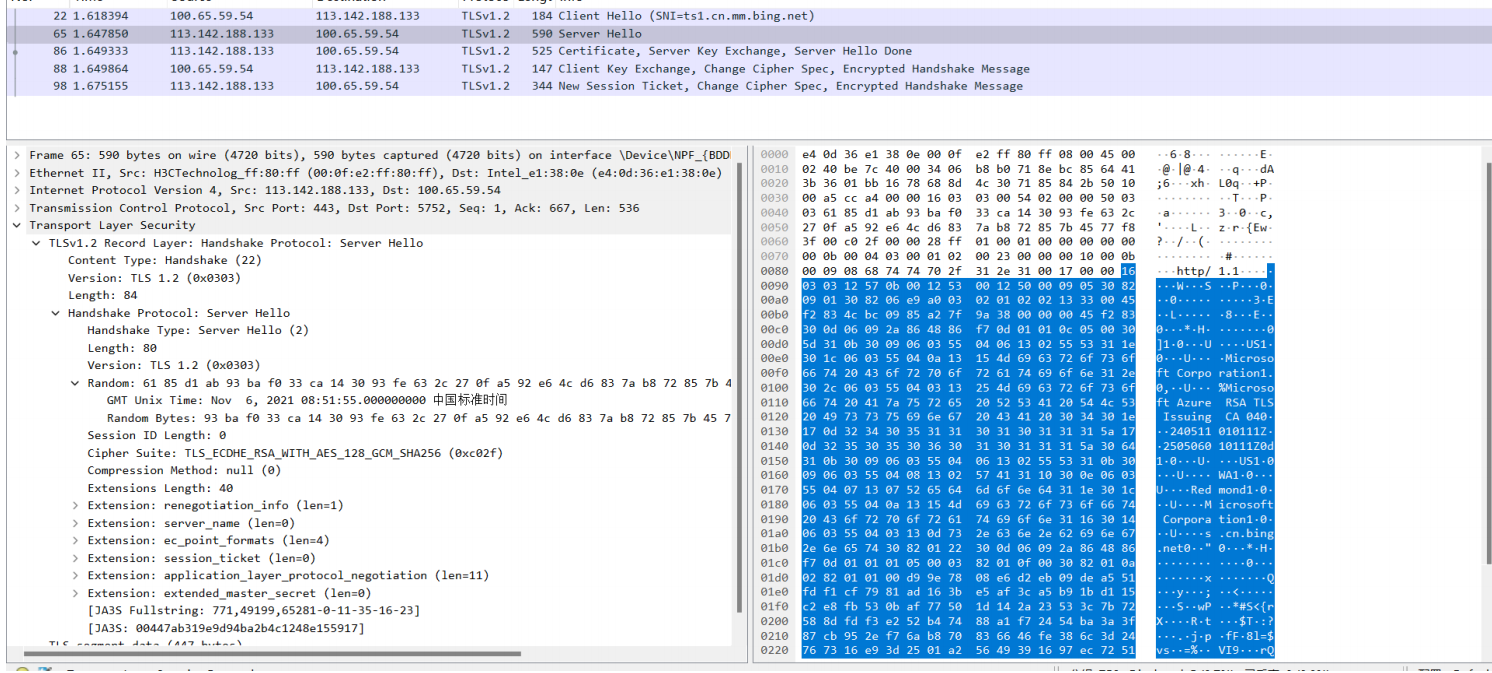 22 1.618394 100.65.59.54 113.142.188.133 TLSv1.2 184 Client Hello (SNI=ts1.cn.mm.bing.net)
65 1.647850 113.142.188.133 100.65.59.54 TLSv1.2 590 Server Hello
86 1.649333 113.142.188.133 100.65.59.54 TLSv1.2 525 Certificate, Server Key Exchange, Server Hello Done
88 1.649864 100.65.59.54 113.142.188.133 TLSv1.2 147 Client Key Exchange, Change Cipher Spec, Encrypted Handshake Message
98 1.675155 113.142.188.133 100.65.59.54 TLSv1.2 344 New Session Ticket, Change Cipher Spec, Encrypted Handshake Message
Frame 65: 590 bytes on wire (4720 bits), 590 bytes captured (4720 bits) on interface \Device\NPF_{BDD
Ethernet II, Src: H3CTechnolog_ff:80:ff (00:0f:e2:ff:80:ff), Dst: Intel_e1:38:0e (e4:0d:36:e1:38:0e)
Internet Protocol Version 4, Src: 113.142.188.133, Dst: 100.65.59.54
Transmission Control Protocol, Src Port: 443, Dst Port: 5752, Seq: 1, Ack: 667, Len: 536
Transport Layer Security
TLSv1.2 Record Layer: Handshake Protocol: Server Hello
Content Type: Handshake (22)
Version: TLS 1.2 (0x0303)
Length: 84
Handshake Protocol: Server Hello
Handshake Type: Server Hello (2)
Length: 80
Version: TLS 1.2 (0x0303)
Random: 61 85 d1 ab 93 ba f0 33 ca 14 30 93 fe 63 2c 27 0f a5 92 e6 4c d6 83 7a b8 72 85 7b 4
GMT Unix Time: Nov  6, 2021 08:51:55.000000000 中国标准时间
Random Bytes: 93 ba f0 33 ca 14 30 93 fe 63 2c 27 0f a5 92 e6 4c d6 83 7a b8 72 85 7b 45 7
Session ID Length: 0
Cipher Suite: TLS_ECDHE_RSA_WITH_AES_128_GCM_SHA256 (0xc02f)
Compression Method: null (0)
Extensions Length: 40
Extension: renegotiation_info (len=1)
Extension: server_name (len=0)
Extension: ec_point_formats (len=4)
Extension: session_ticket (len=0)
Extension: application_layer_protocol_negotiation (len=11)
Extension: extended_master_secret (len=0)
[JA3S Fullstring: 771,49199,65281-0-11-35-16-23]
[JA3S: 00447ab319e9d94ba2b4c1248e155917]
TLS segment data (447 bytes)
0000 e4 0d 36 e1 38 0e 00 0f e2 ff 80 ff 08 00 45 00 ··6·8··· ······E·
0010 02 40 be 7c 40 00 34 06 b8 b0 71 8e bc 85 64 41 ·@·|@·4· ··q···dA
0020 3b 36 01 bb 16 78 68 8d 4c 30 71 85 84 2b 50 10 ;6···xh· L0q··+P·
0030 00 a5 cc a4 00 00 16 03 03 00 54 02 00 00 50 03 ········ ··T···P·
0040 03 61 85 d1 ab 93 ba f0 33 ca 14 30 93 fe 63 2c ·a······ 3··0··c,
0050 27 0f a5 92 e6 4c d6 83 7a b8 72 85 7b 45 77 f8 '····L·· z·r·{Ew·
0060 3f 00 c0 2f 00 00 28 ff 01 00 01 00 00 00 00 00 ?··/··(· ········
0070 00 0b 00 04 03 00 01 02 00 23 00 00 00 10 00 0b ········ ·#······
0080 00 09 08 68 74 74 70 2f 31 2e 31 00 17 00 00 16 ···http/ 1.1·····
0090 03 03 12 57 0b 00 12 53 00 12 50 00 09 05 30 82 ···W···S ··P···0·
00a0 09 01 30 82 06 e9 a0 03 02 01 02 02 13 33 00 45 ··0····· ·····3·E
00b0 f2 83 4c bc 09 85 a2 7f 9a 38 00 00 00 45 f2 83 ··L····· ·8···E··
00c0 30 0d 06 09 2a 86 48 86 f7 0d 01 01 0c 05 00 30 0···*·H· ·······0
00d0 5d 31 0b 30 09 06 03 55 04 06 13 02 55 53 31 1e ]1·0···U ····US1·
00e0 30 1c 06 03 55 04 0a 13 15 4d 69 63 72 6f 73 6f 0···U··· ·Microso
00f0 66 74 20 43 6f 72 70 6f 72 61 74 69 6f 6e 31 2e ft Corpo ration1.
0100 30 2c 06 03 55 04 03 13 25 4d 69 63 72 6f 73 6f 0,··U··· %Microso
0110 66 74 20 41 7a 75 72 65 20 52 53 41 20 54 4c 53 ft Azure  RSA TLS
0120 20 49 73 73 75 69 6e 67 20 43 41 20 30 34 30 1e  Issuing  CA 040·
0130 17 0d 32 34 30 35 31 31 30 31 30 31 31 31 5a 17 ··240511 010111Z·
0140 0d 32 35 30 35 30 36 30 31 30 31 31 31 5a 30 64 ·2505060 10111Z0d
0150 31 0b 30 09 06 03 55 04 06 13 02 55 53 31 0b 30 1·0···U· ···US1·0
0160 09 06 03 55 04 08 13 02 57 41 31 10 30 0e 06 03 ···U···· WA1·0···
0170 55 04 07 13 07 52 65 64 6d 6f 6e 64 31 1e 30 1c U····Red mond1·0·
0180 06 03 55 04 0a 13 15 4d 69 63 72 6f 73 6f 66 74 ··U····M icrosoft
0190 20 43 6f 72 70 6f 72 61 74 69 6f 6e 31 16 30 14  Corpora tion1·0·
01a0 06 03 55 04 03 13 0d 73 2e 63 6e 2e 62 69 6e 67 ··U····s .cn.bing
01b0 2e 6e 65 74 30 82 01 22 30 0d 06 09 2a 86 48 86 .net0··" 0···*·H·
01c0 f7 0d 01 01 01 05 00 03 82 01 0f 00 30 82 01 0a ········ ····0···
01d0 02 82 01 01 00 d9 9e 78 08 e6 d2 eb 09 de a5 51 ·······x ·······Q
01e0 fd f1 cf 79 81 ad 16 3b e5 af 3c a5 b9 1b d1 15 ···y···; ··<·····
01f0 c2 e8 fb 53 0b af 77 50 1d 14 2a 23 53 3c 7b 72 ···S··wP ··*#S<{r
0200 58 8d fd f3 e2 52 b4 74 88 a1 f7 24 54 ba 3a 3f X····R·t ···$T·:?
0210 87 cb 95 2e f7 6a b8 70 83 66 46 fe 38 6c 3d 24 ···.·j·p ·fF·8l=$
0220 76 73 16 e9 3d 25 01 a2 56 49 39 16 97 ec 72 51 vs··=%·· VI9···rQ